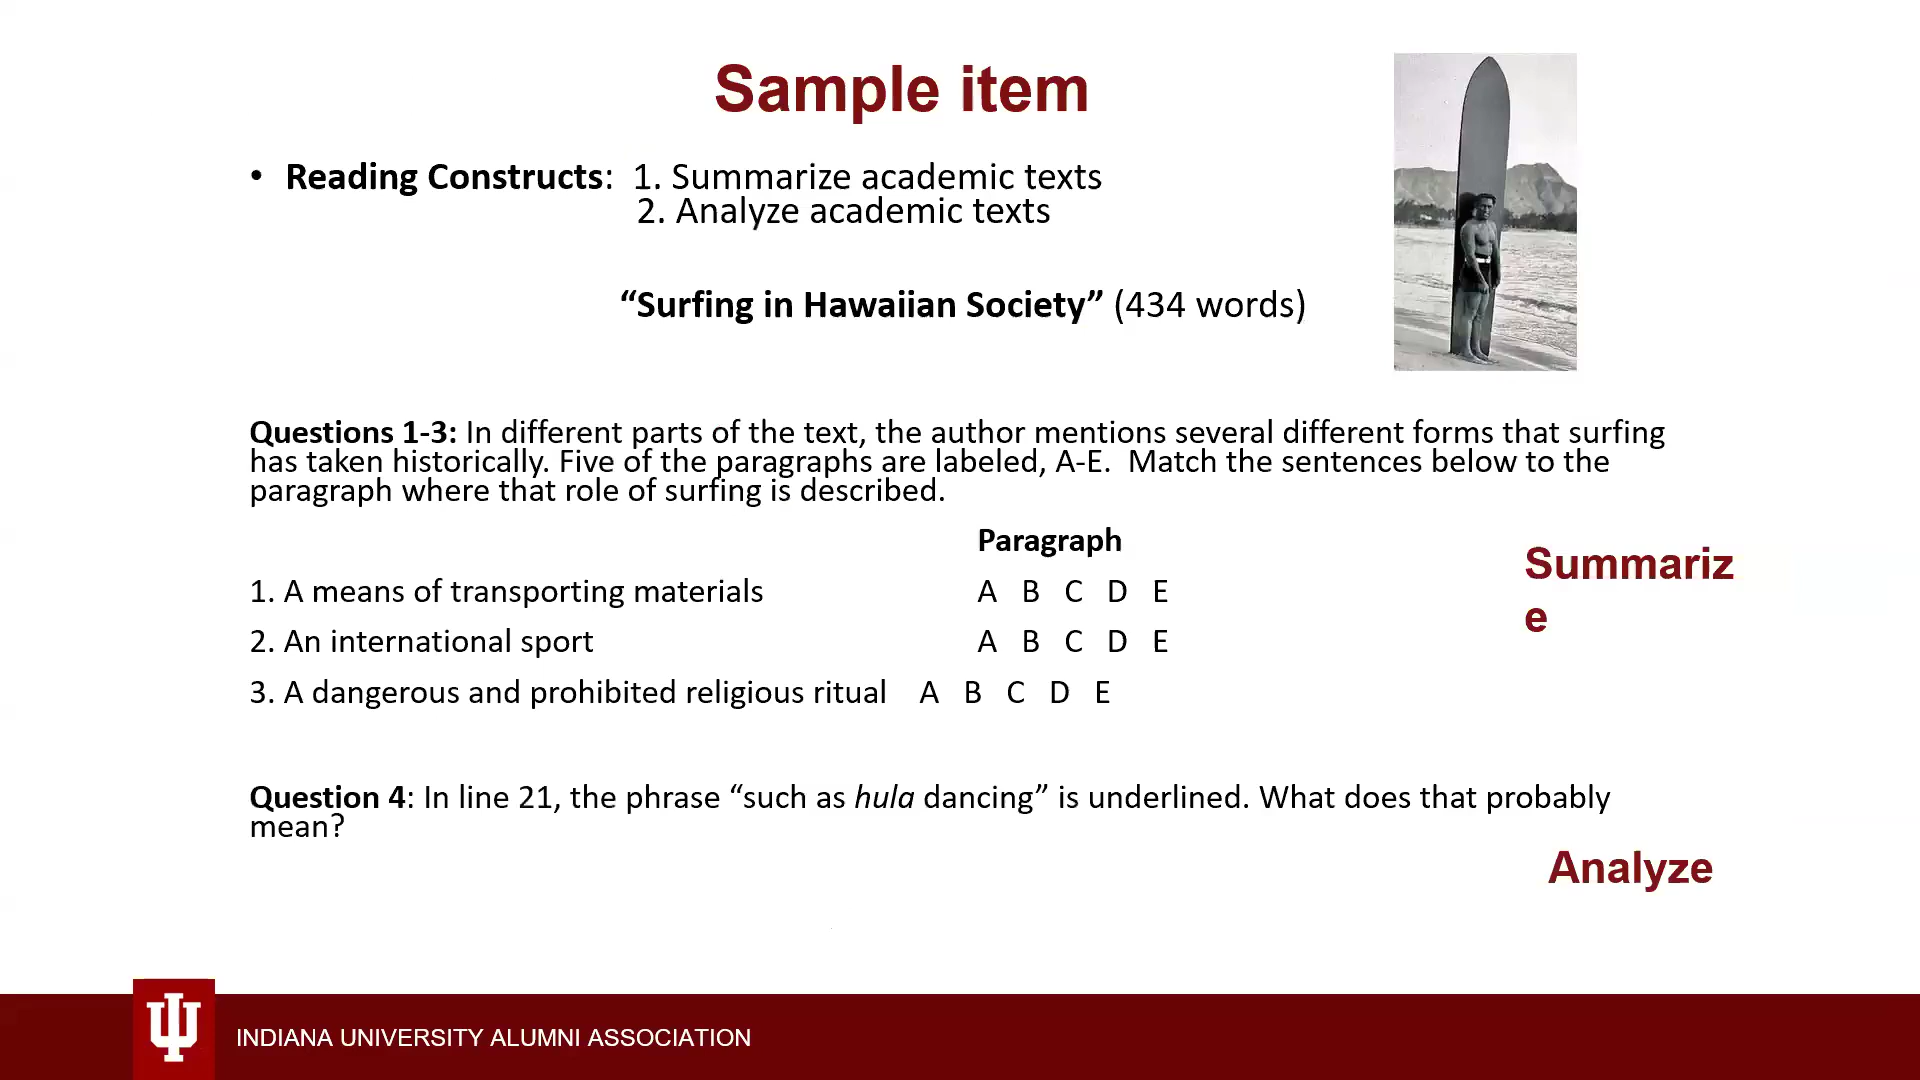 Sample item
• Reading Constructs: 1. Summarize academic texts
2. Analyze academic texts
“Surfing in Hawaiian Society” (434 words)
Questions 1-3: In different parts of the text, the author mentions several different forms that surfing
has taken historically. Five of the paragraphs are labeled, A-E. Match the sentences below to the
paragraph where that role of surfing is described.
Paragraph
1. A means of transporting materials A B C D E
2. An international sport A B C D E
3. A dangerous and prohibited religious ritual A B C D E
Summariz
e
Question 4: In line 21, the phrase “such as hula dancing” is underlined. What does that probably
mean?
Analyze
INDIANA UNIVERSITY ALUMNI ASSOCIATION